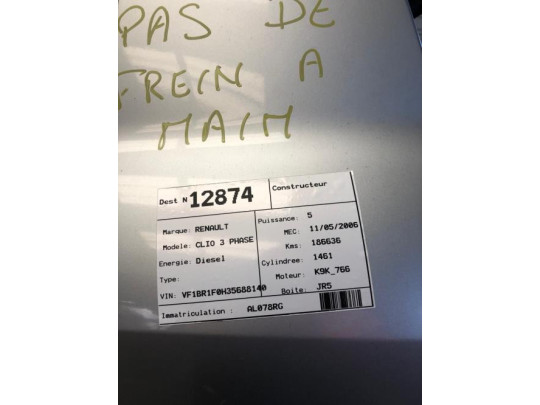 PAS DE
FREIN A
MAIN
Dest N 12874
Constructeur
Marque: RENAULT
Modele: CLIO 3 PHASE
Energie: Diesel
Type:
VIN: VF1BR1F0H35688140
Puissance: 5
MEC: 11/05/2006
Kms: 186636
Cylindree: 1461
Moteur: K9K_766
Boite: JR5
Immatriculation : AL078RG